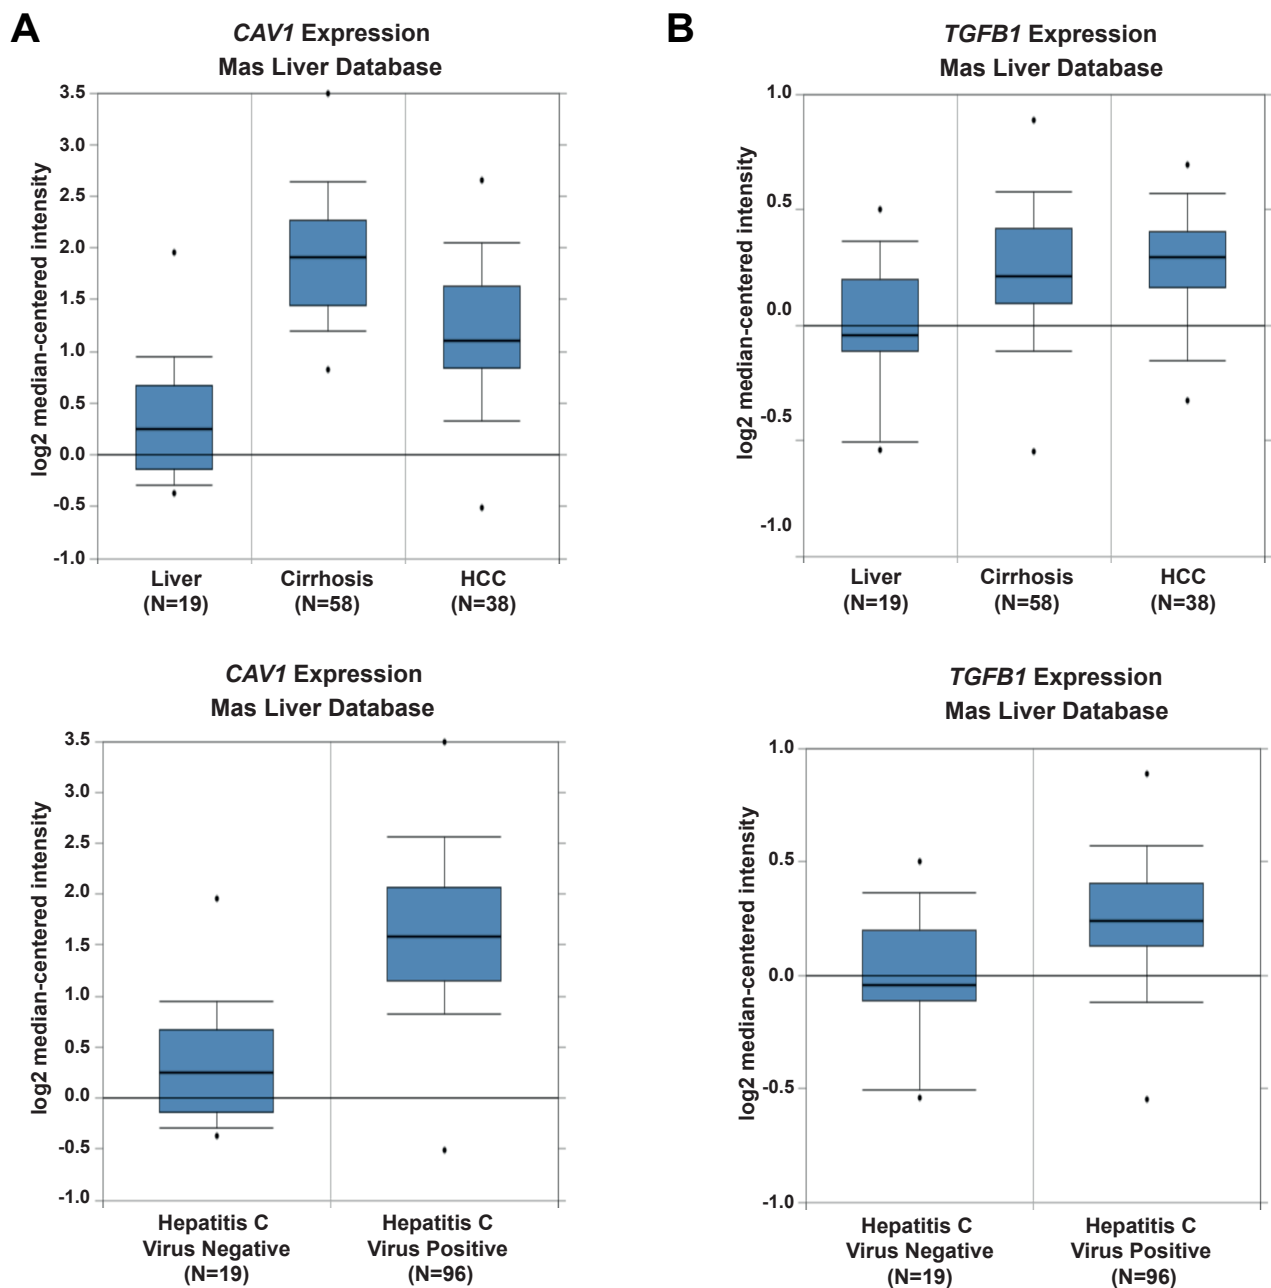 A
CAV1 Expression
Mas Liver Database
log2 median-centered intensity
3.5
3.0
2.5
2.0
1.5
1.0
0.5
0.0
-0.5
-1.0
Liver
(N=19)
Cirrhosis
(N=58)
HCC
(N=38)
B
TGFB1 Expression
Mas Liver Database
log2 median-centered intensity
1.0
0.5
0.0
-0.5
-1.0
Liver
(N=19)
Cirrhosis
(N=58)
HCC
(N=38)
CAV1 Expression
Mas Liver Database
log2 median-centered intensity
3.5
3.0
2.5
2.0
1.5
1.0
0.5
0.0
-0.5
-1.0
Hepatitis C
Virus Negative
(N=19)
Hepatitis C
Virus Positive
(N=96)
TGFB1 Expression
Mas Liver Database
log2 median-centered intensity
1.0
0.5
0.0
-0.5
-1.0
Hepatitis C
Virus Negative
(N=19)
Hepatitis C
Virus Positive
(N=96)